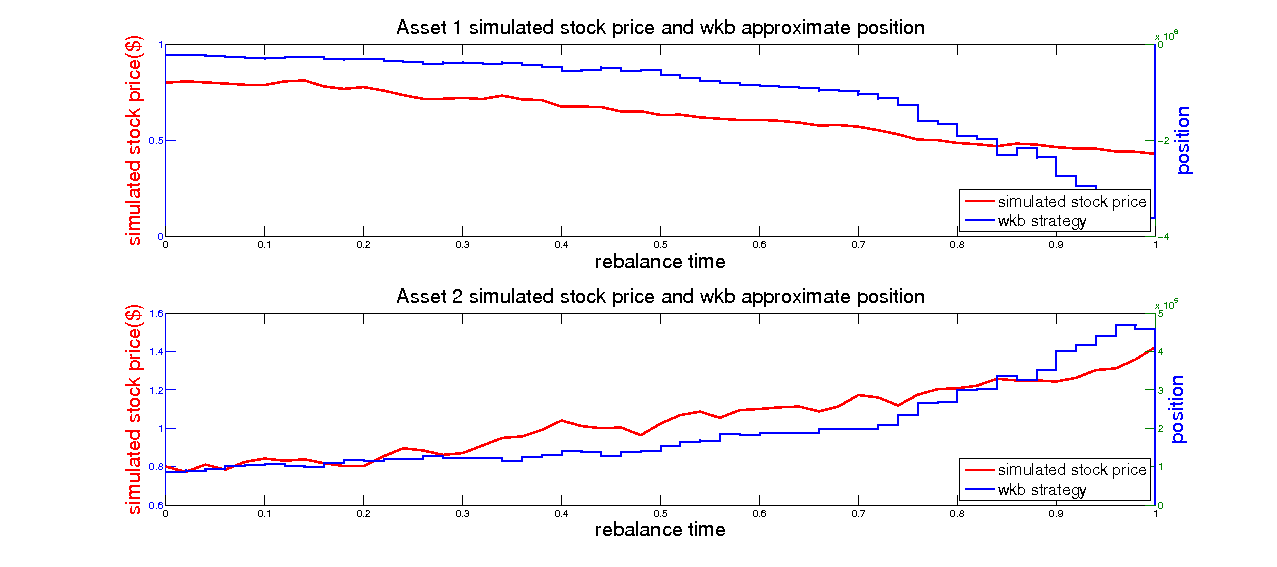 Asset 1 simulated stock price and wkb approximate position
simulated stock price($)
1
0.5
0
0
-2
-4
position
simulated stock price
wkb strategy
0 0.1 0.2 0.3 0.4 0.5 0.6 0.7 0.8 0.9 1
rebalance time
Asset 2 simulated stock price and wkb approximate position
simulated stock price($)
1.6
1.4
1.2
1
0.8
0.6
x 10
5
4
3
2
1
0
position
simulated stock price
wkb strategy
0 0.1 0.2 0.3 0.4 0.5 0.6 0.7 0.8 0.9 1
rebalance time